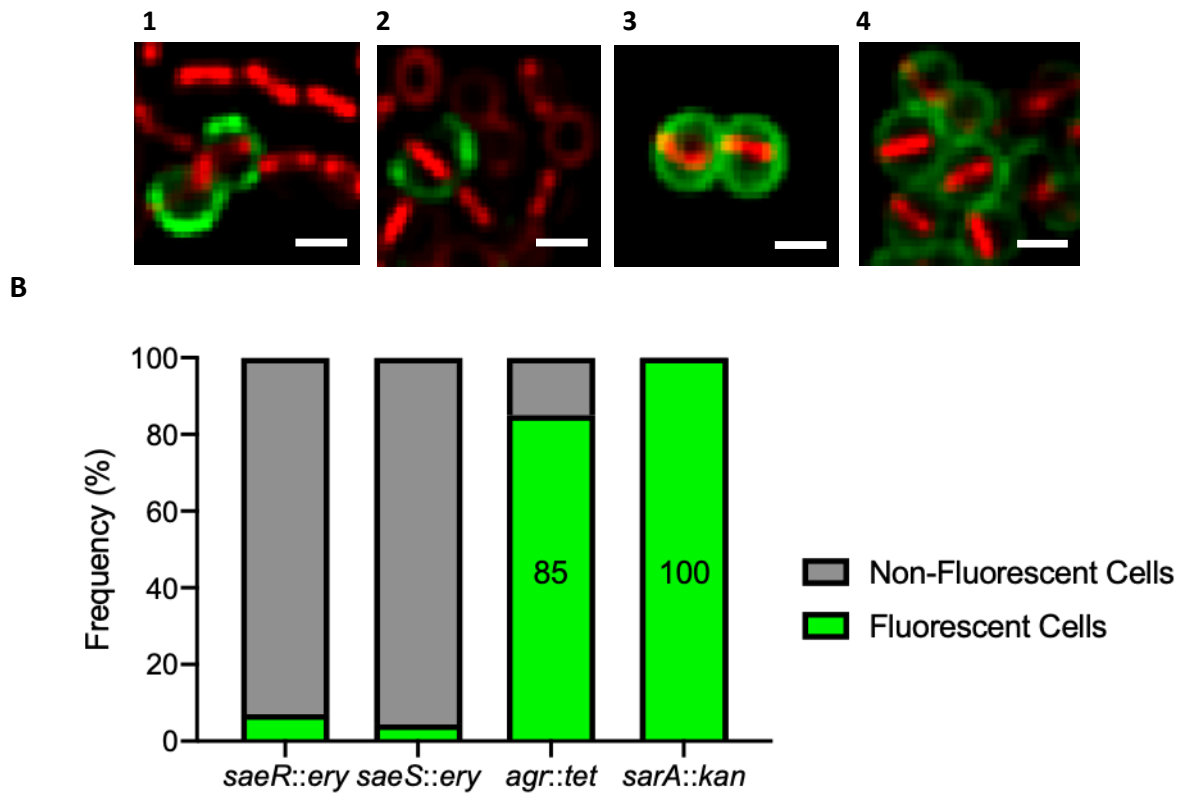 1 2 3 4
B
100
80
60
40
20
0
Frequency (%)
85 100
Non-Fluorescent Cells
Fluorescent Cells
saeR::ery saeS::ery agr::tet sarA::kan